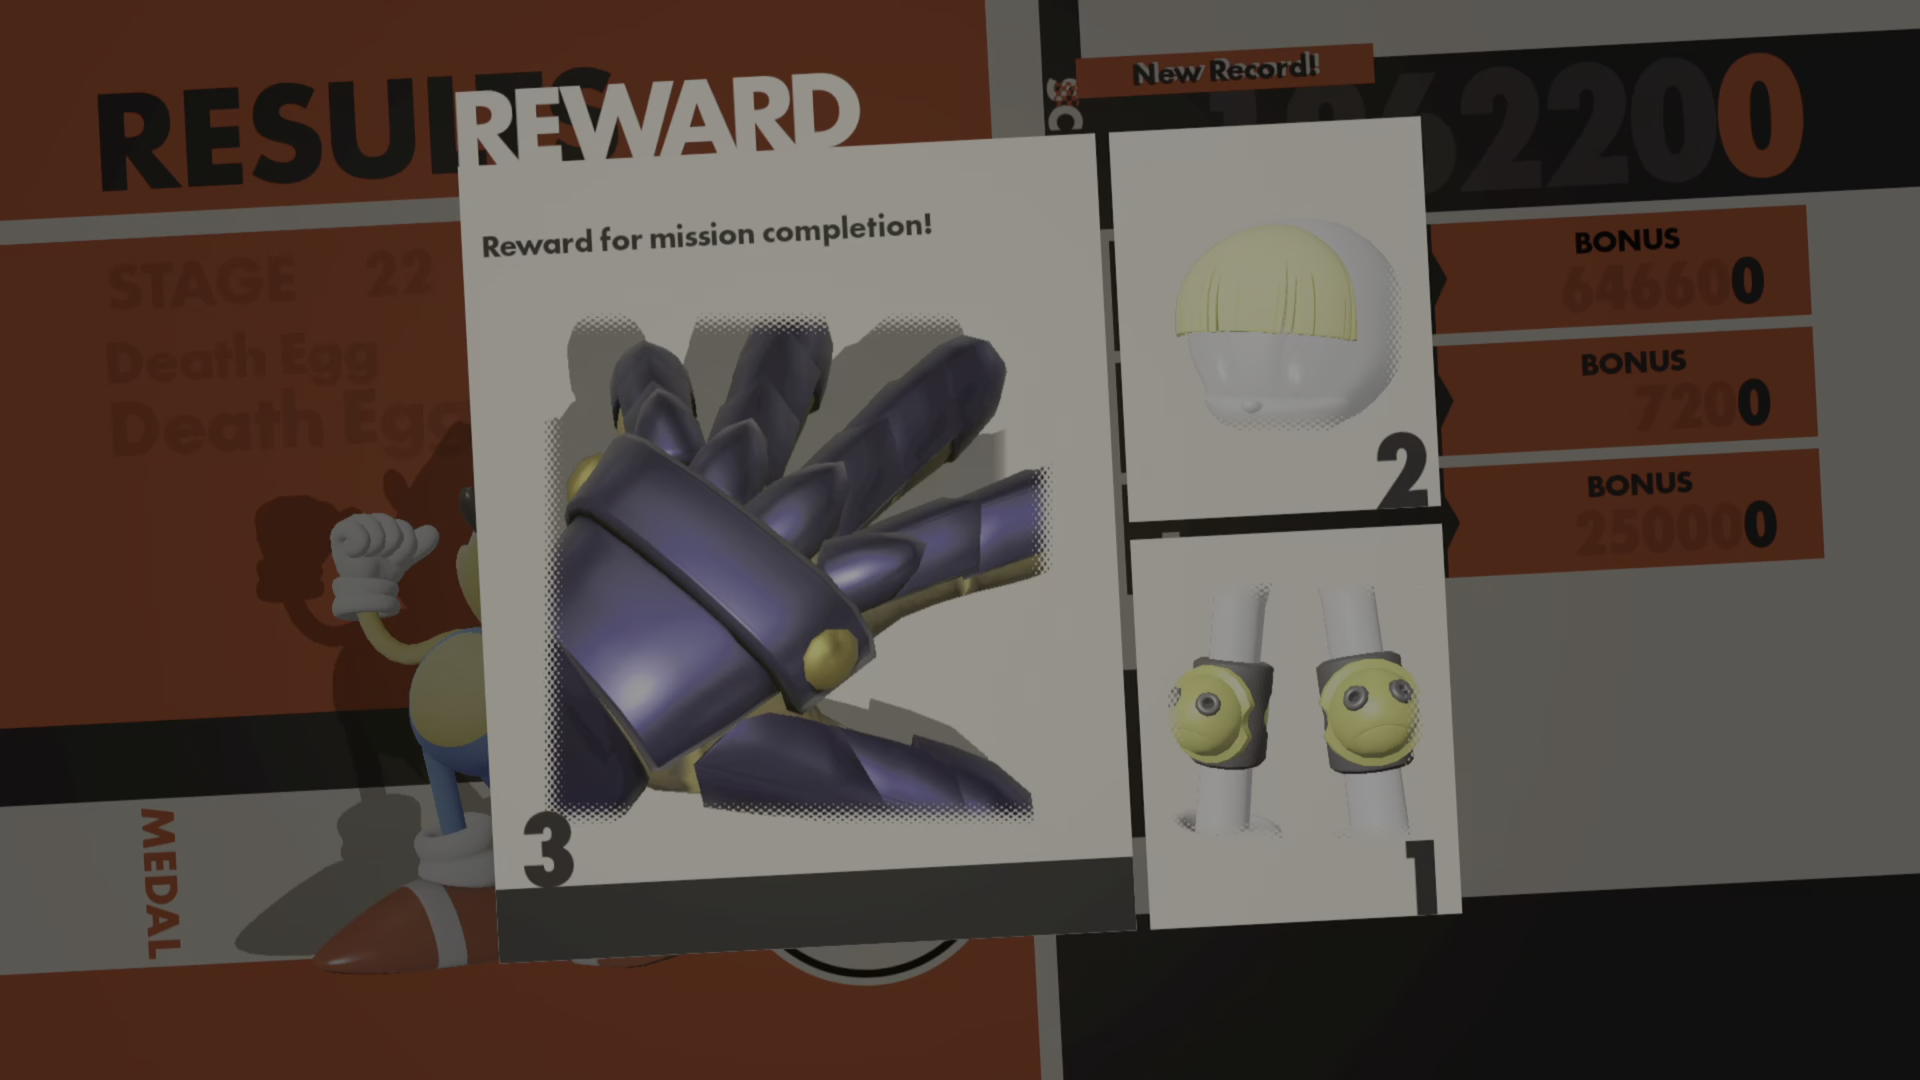 RESULTS
REWARD
New Record!
Reward for mission completion!
STAGE 22
Death Egg
Death Egg
BONUS
646600
BONUS
7200
BONUS
250000
3
2
1
MEDAL